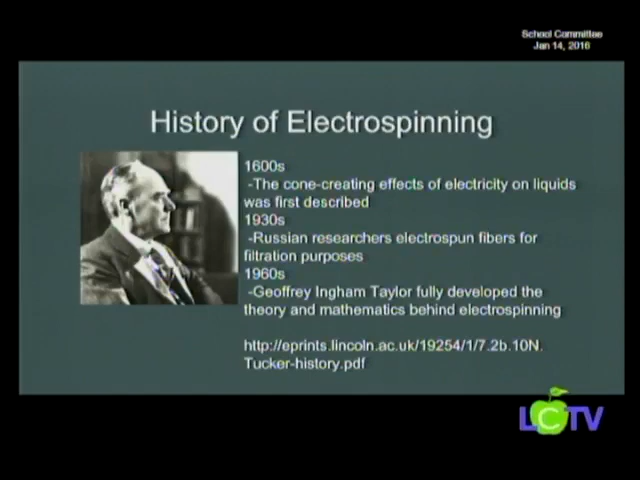 School Committee
Jan 14, 2016
History of Electrospinning
1600s
-The cone-creating effects of electricity on liquids
was first described
1930s
-Russian researchers electrospun fibers for
filtration purposes
1960s
-Geoffrey Ingham Taylor fully developed the
theory and mathematics behind electrospinning
http://eprints.lincoln.ac.uk/19254/1/7.2b.10N.
Tucker-history.pdf
LCTV